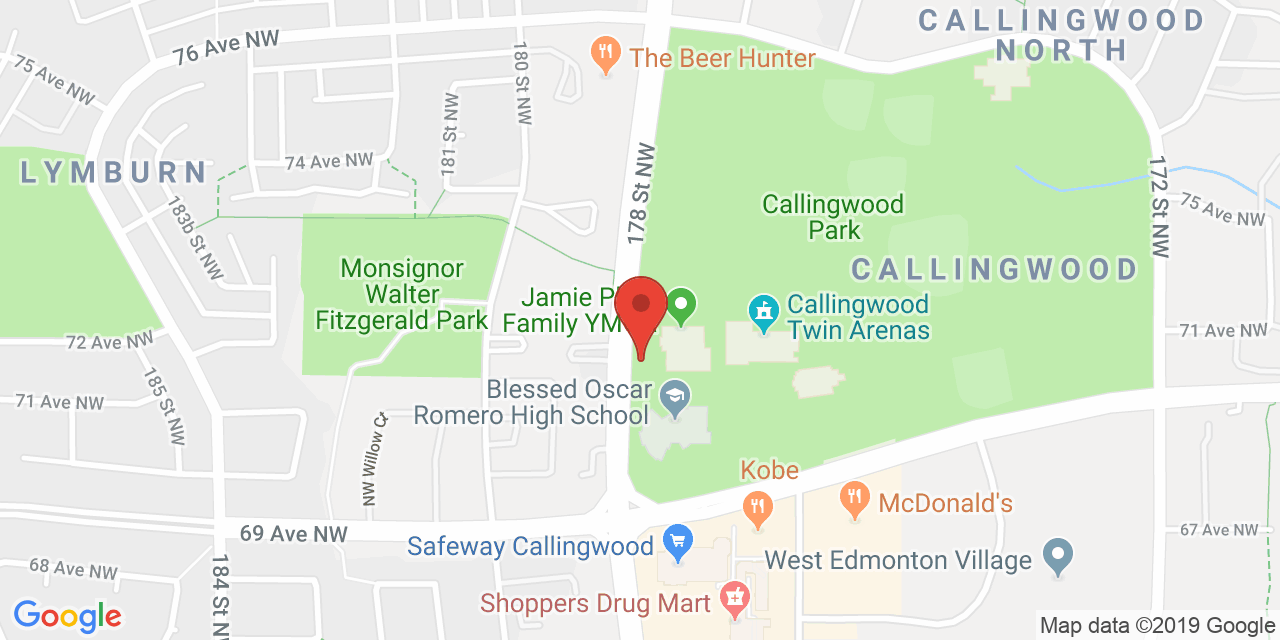 CALLINGWOOD
NORTH
76 Ave NW
75 Ave NW
180 St NW
The Beer Hunter
181 St NW
74 Ave NW
LYMBURN
178 St NW
172 St NW
75 Ave NW
183b St NW
Callingwood
Park
CALLINGWOOD
Monsignor
Walter
Fitzgerald Park
Jamie
Family
Callingwood
Twin Arenas
72 Ave NW
71 Ave NW
185 St NW
71 Ave NW
Blessed Oscar
Romero High School
NW Willow Ct
Kobe
McDonald's
69 Ave NW
67 Ave NW
Safeway Callingwood
West Edmonton Village
68 Ave NW
184 St NW
Shoppers Drug Mart
Google
Map data ©2019 Google